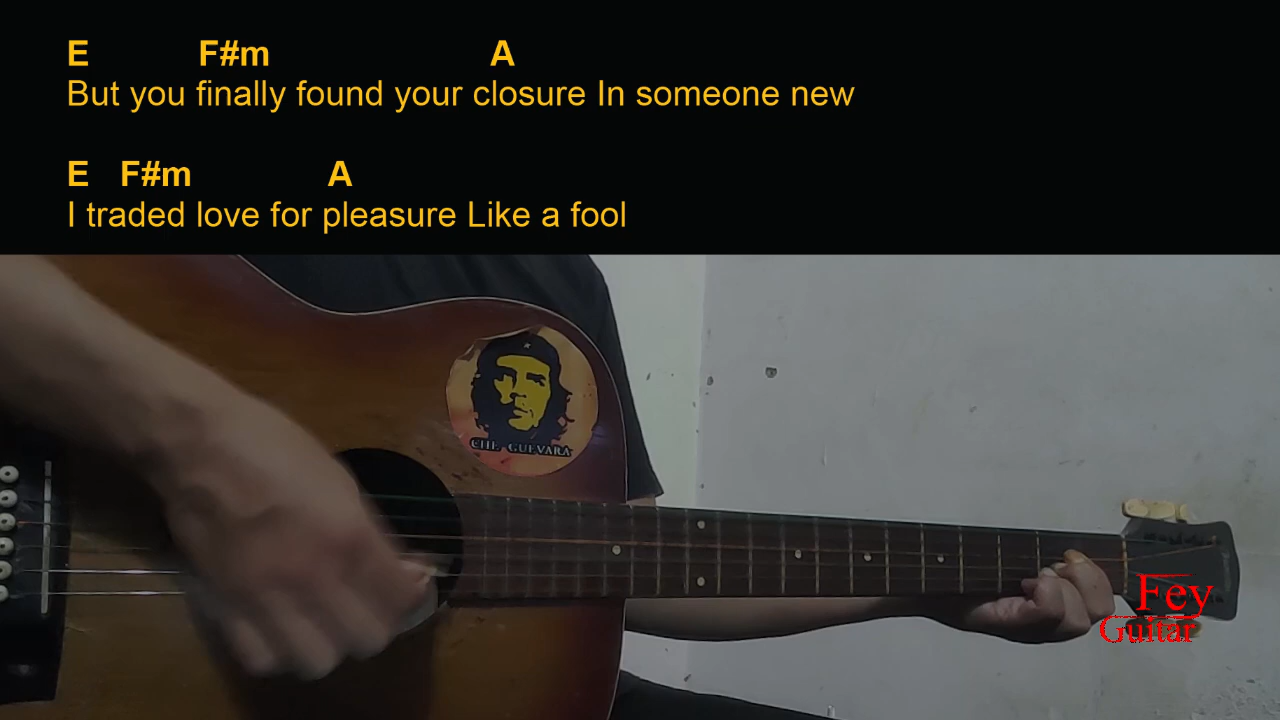 E F#m A
But you finally found your closure In someone new
E F#m A
I traded love for pleasure Like a fool
CHE GUEVARA
Fey
Guitar